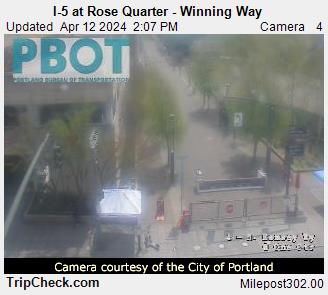 I-5 at Rose Quarter - Winning Way
Updated Apr 12 2024 2:07 PM Camera 4
PBOT
PORTLAND BUREAU OF TRANSPORTATION
Camera courtesy of the City of Portland
TripCheck.com Milepost302.00